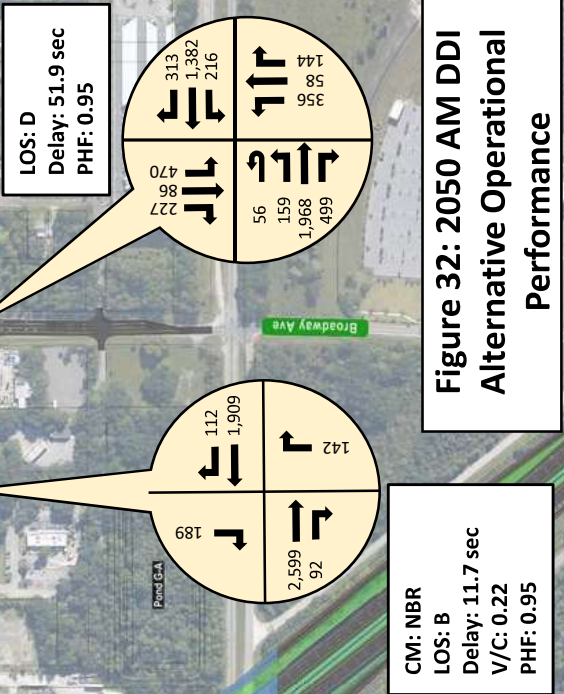 LOS: D
Delay: 51.9 sec
PHF: 0.95
227
86
470
313
1,382
216
56
159
1,968
499
356
58
144
Broadway Ave
189
112
1,909
2,599
92
142
Pond G-A
CM: NBR
LOS: B
Delay: 11.7 sec
V/C: 0.22
PHF: 0.95
Figure 32: 2050 AM DDI
Alternative Operational
Performance